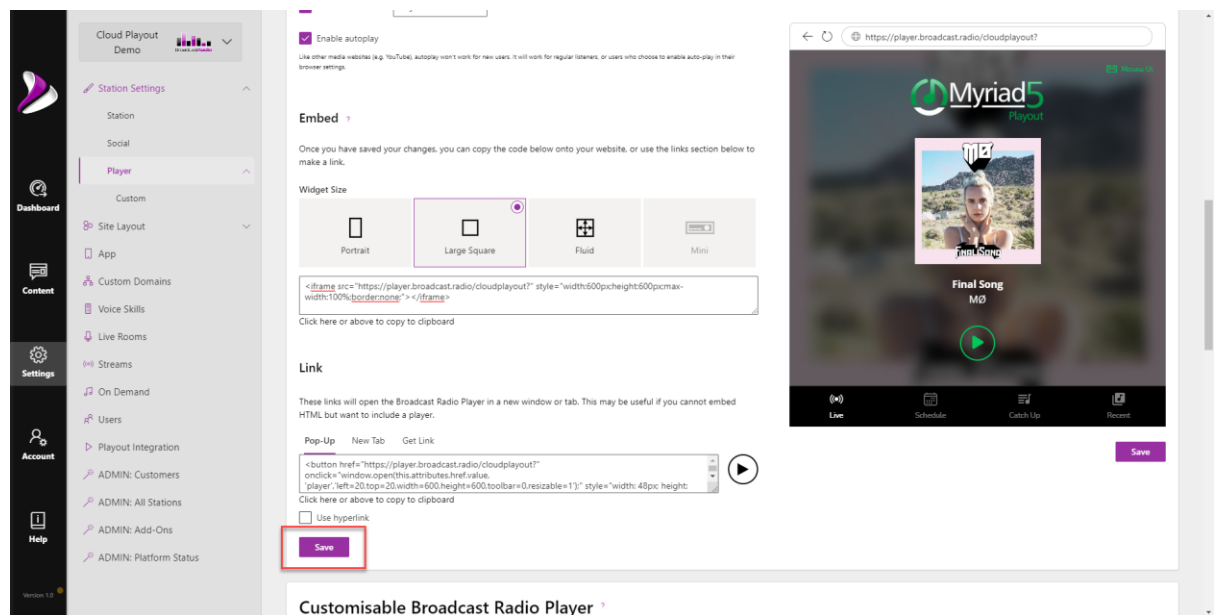 Cloud Playout
Demo
Station Settings
Station
Social
Player
Custom
Site Layout
App
Custom Domains
Voice Skills
Live Rooms
Streams
On Demand
Users
Playout Integration
ADMIN: Customers
ADMIN: All Stations
ADMIN: Add-Ons
ADMIN: Platform Status
Dashboard
Content
Settings
Account
Help
Version 1.0
Enable autoplay
Like other media websites (e.g. YouTube), autoplay won't work for new users. It will work for regular listeners, or users who choose to enable auto-play in their
browser settings.
Embed ?
Once you have saved your changes, you can copy the code below onto your website, or use the links section below to
make a link.
Widget Size
Portrait
Large Square
Fluid
Mini
<iframe src="https://player.broadcast.radio/cloudplayout?" style="width:600px;height:600px;max-
width:100%;border:none;"></iframe>
Click here or above to copy to clipboard
Link
These links will open the Broadcast Radio Player in a new window or tab. This may be useful if you cannot embed
HTML but want to include a player.
Pop-Up New Tab Get Link
<button href="https://player.broadcast.radio/cloudplayout?"
onclick="window.open(this.attributes.href.value,
'player','left=20,top=20,width=600,height=600,toolbar=0,resizable=1');" style="width: 48px; height:
Click here or above to copy to clipboard
Use hyperlink
Save
Customisable Broadcast Radio Player ?
https://player.broadcast.radio/cloudplayout?
Myriad5
Playout
MØ
FINAL SONG
Final Song
MØ
Live
Schedule
Catch Up
Recent
Save